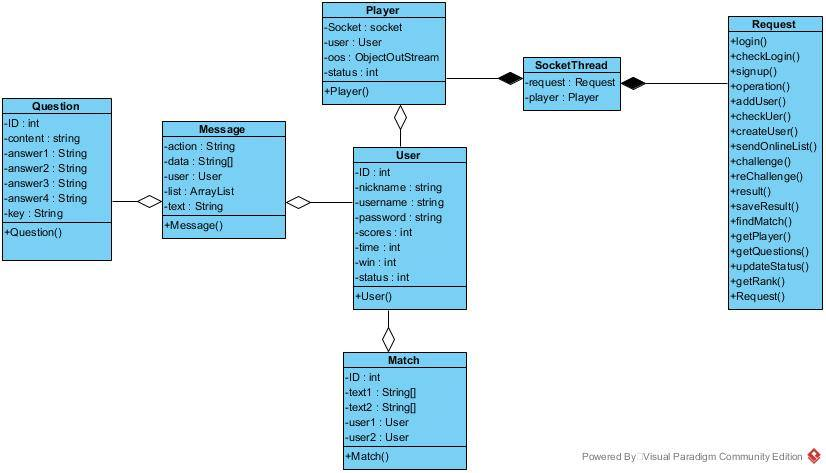 Player
-Socket : socket
-user : User
-oos : ObjectOutStream
-status : int
+Player()
SocketThread
-request : Request
-player : Player
Request
+login()
+checkLogin()
+signup()
+operation()
+addUser()
+checkUer()
+createUser()
+sendOnlineList()
+challenge()
+reChallenge()
+result()
+saveResult()
+findMatch()
+getPlayer()
+getQuestions()
+updateStatus()
+getRank()
+Request()
Question
-ID : int
-content : string
-answer1 : String
-answer2 : String
-answer3 : String
-answer4 : String
-key : String
+Question()
Message
-action : String
-data : String[]
-user : User
-list : ArrayList
-text : String
+Message()
User
-ID : int
-nickname : string
-username : string
-password : string
-scores : int
-time : int
-win : int
-status : int
+User()
Match
-ID : int
-text1 : String[]
-text2 : String[]
-user1 : User
-user2 : User
+Match()
Powered By Visual Paradigm Community Edition